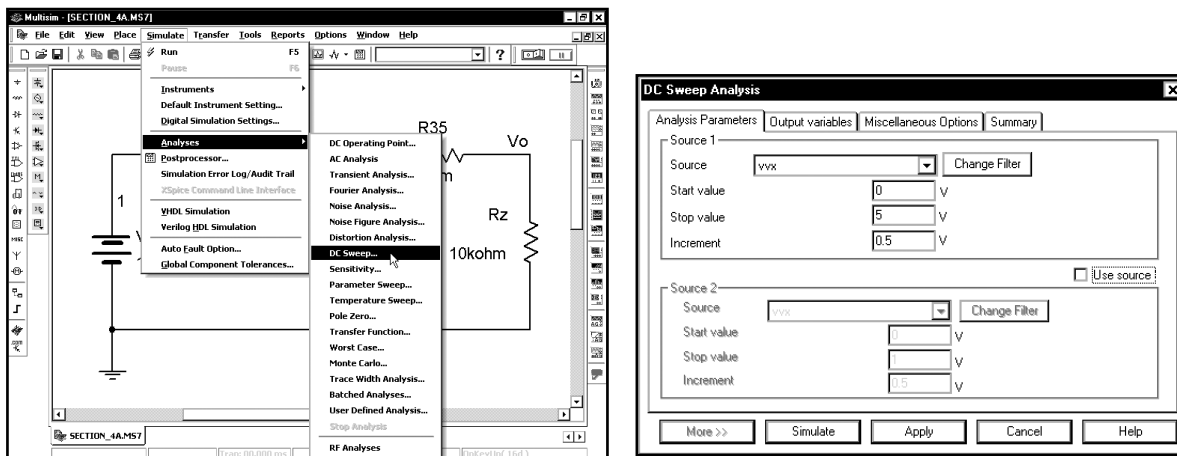 Multisim - [SECTION_4A.MS7]
File Edit View Place Simulate Transfer Tools Reports Options Window Help
Run F5
Pause F6
Instruments
Default Instrument Setting...
Digital Simulation Settings...
Analyses
Postprocessor...
Simulation Error Log/Audit Trail
XSpice Command Line Interface
VHDL Simulation
Verilog HDL Simulation
Auto Fault Option...
Global Component Tolerances...
DC Operating Point...
AC Analysis
Transient Analysis...
Fourier Analysis...
Noise Analysis...
Noise Figure Analysis...
Distortion Analysis...
DC Sweep...
Sensitivity...
Parameter Sweep...
Temperature Sweep...
Pole Zero...
Transfer Function...
Worst Case...
Monte Carlo...
Trace Width Analysis...
Batched Analyses...
User Defined Analysis...
Stop Analysis
RF Analyses
R35
Vo
m
1
V
Rz
10kohm
MISC
SECTION_4A.MS7
Tran: 00.000 ms
DC Sweep Analysis
Analysis Parameters Output variables Miscellaneous Options Summary
Source 1
Source vvx Change Filter
Start value 0 V
Stop value 5 V
Increment 0.5 V
Use source
Source 2
Source vvx Change Filter
Start value 0 V
Stop value 1 V
Increment 0.5 V
More >> Simulate Apply Cancel Help